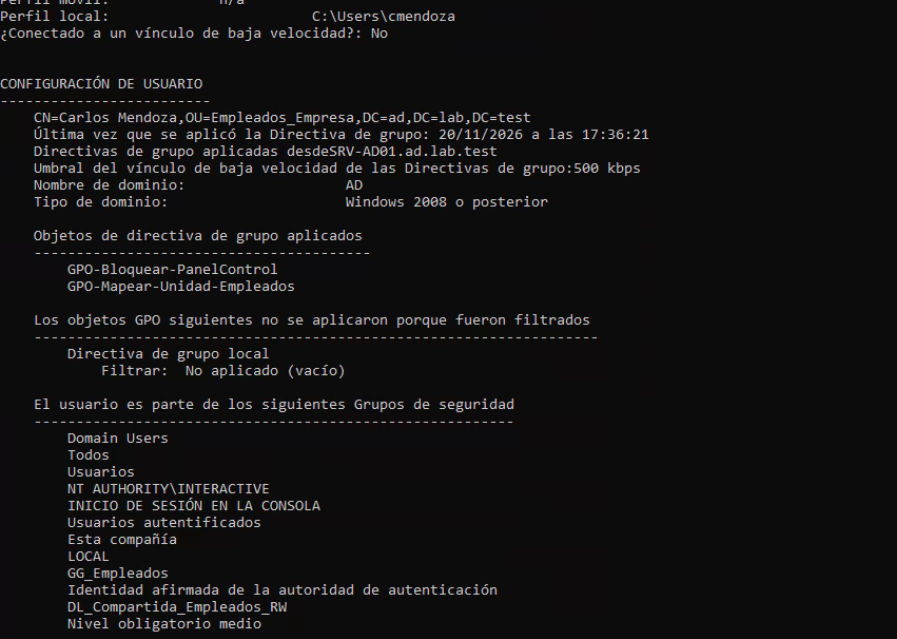 Perfil móvil: n/a
Perfil local: C:\Users\cmendoza
¿Conectado a un vínculo de baja velocidad?: No
CONFIGURACIÓN DE USUARIO
-------------------------
CN=Carlos Mendoza,OU=Empleados_Empresa,DC=ad,DC=lab,DC=test
Última vez que se aplicó la Directiva de grupo: 20/11/2026 a las 17:36:21
Directivas de grupo aplicadas desdeSRV-AD01.ad.lab.test
Umbral del vínculo de baja velocidad de las Directivas de grupo:500 kbps
Nombre de dominio: AD
Tipo de dominio: Windows 2008 o posterior
Objetos de directiva de grupo aplicados
----------------------------------------
GPO-Bloquear-PanelControl
GPO-Mapear-Unidad-Empleados
Los objetos GPO siguientes no se aplicaron porque fueron filtrados
-------------------------------------------------------------------
Directiva de grupo local
Filtrar: No aplicado (vacío)
El usuario es parte de los siguientes Grupos de seguridad
---------------------------------------------------------
Domain Users
Todos
Usuarios
NT AUTHORITY\INTERACTIVE
INICIO DE SESIÓN EN LA CONSOLA
Usuarios autentificados
Esta compañía
LOCAL
GG_Empleados
Identidad afirmada de la autoridad de autenticación
DL_Compartida_Empleados_RW
Nivel obligatorio medio